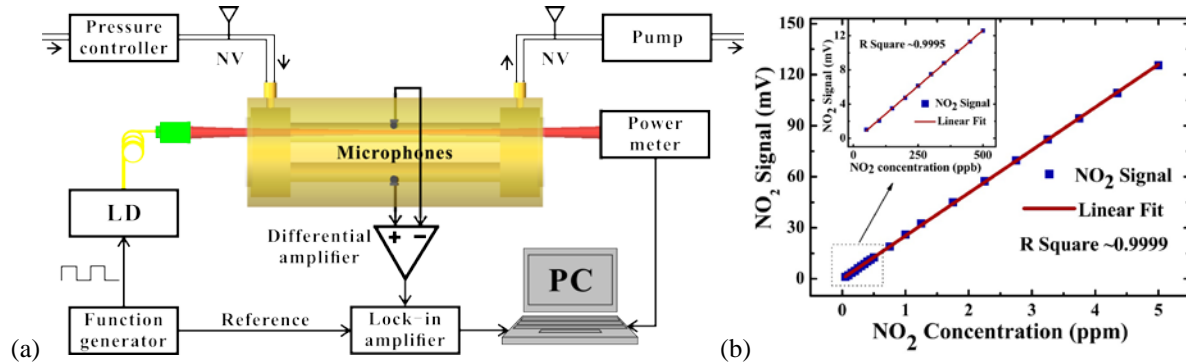 Pressure
controller
NV
NV
Pump
Microphones
Power
meter
LD
Differential
amplifier
+ −
PC
Function
generator
Reference
Lock-in
amplifier
(a)
150
120
90
60
30
0
NO2 Signal (mV)
0 1 2 3 4 5
NO2 Concentration (ppm)
12
8
4
0
NO2 Signal (mV)
R Square ~0.9995
NO2 Signal
Linear Fit
0 250 500
NO2 concentration (ppb)
NO2 Signal
Linear Fit
R Square ~0.9999
(b)